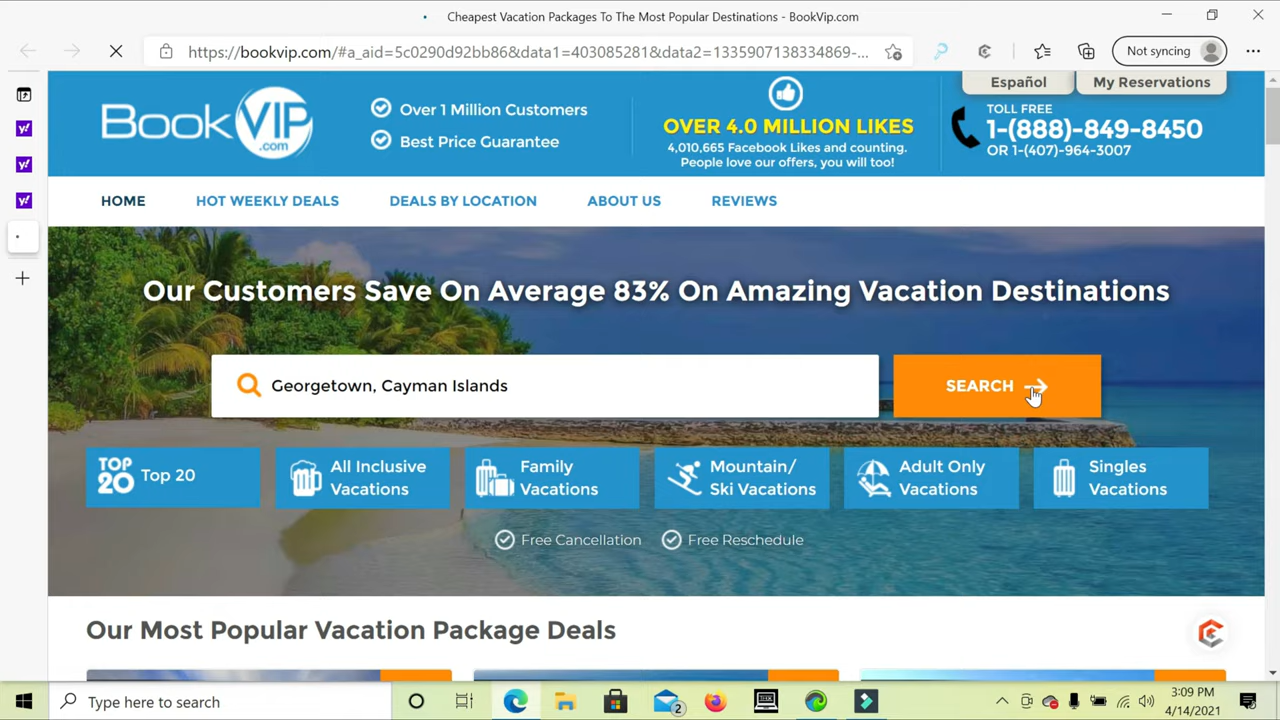 Cheapest Vacation Packages To The Most Popular Destinations - BookVip.com
https://bookvip.com/#a_aid=5c0290d92bb86&data1=403085281&data2=1335907138334869-...
Not syncing
Español
My Reservations
BookVIP.com
Over 1 Million Customers
Best Price Guarantee
OVER 4.0 MILLION LIKES
4,010,665 Facebook Likes and counting.
People love our offers, you will too!
TOLL FREE
1-(888)-849-8450
OR 1-(407)-964-3007
HOME
HOT WEEKLY DEALS
DEALS BY LOCATION
ABOUT US
REVIEWS
Our Customers Save On Average 83% On Amazing Vacation Destinations
Georgetown, Cayman Islands
SEARCH
TOP 20
Top 20
All Inclusive
Vacations
Family
Vacations
Mountain/
Ski Vacations
Adult Only
Vacations
Singles
Vacations
Free Cancellation
Free Reschedule
Our Most Popular Vacation Package Deals
Type here to search
2
3:09 PM
4/14/2021